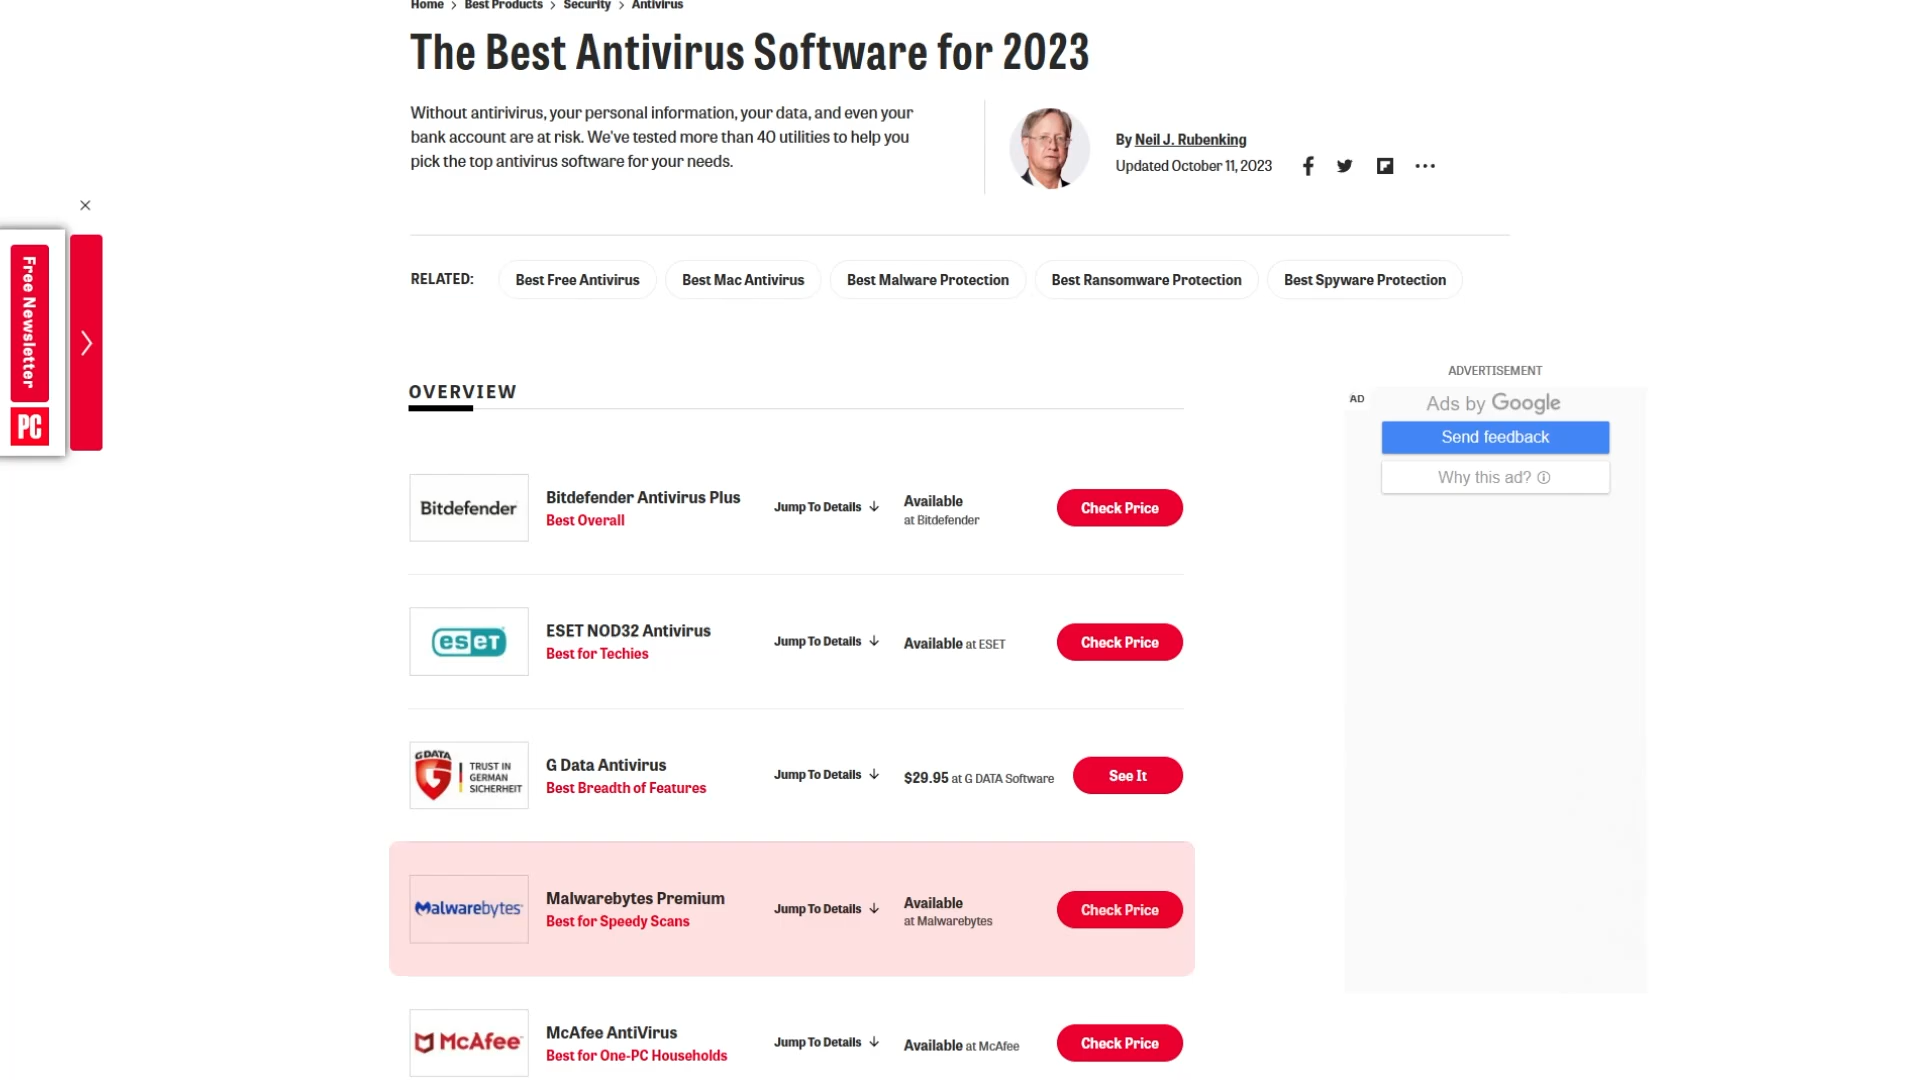 Home > Best Products > Security > Antivirus
The Best Antivirus Software for 2023
Without antirivirus, your personal information, your data, and even your
bank account are at risk. We've tested more than 40 utilities to help you
pick the top antivirus software for your needs.
By Neil J. Rubenking
Updated October 11, 2023
Free Newsletter
PC
RELATED:
Best Free Antivirus
Best Mac Antivirus
Best Malware Protection
Best Ransomware Protection
Best Spyware Protection
OVERVIEW
ADVERTISEMENT
AD
Ads by Google
Send feedback
Why this ad?
Bitdefender
Bitdefender Antivirus Plus
Best Overall
Jump To Details
Available
at Bitdefender
Check Price
eseT
ESET NOD32 Antivirus
Best for Techies
Jump To Details
Available at ESET
Check Price
G DATA
TRUST IN
GERMAN
SICHERHEIT
G Data Antivirus
Best Breadth of Features
Jump To Details
$29.95 at G DATA Software
See It
Malwarebytes
Malwarebytes Premium
Best for Speedy Scans
Jump To Details
Available
at Malwarebytes
Check Price
McAfee
McAfee AntiVirus
Best for One-PC Households
Jump To Details
Available at McAfee
Check Price